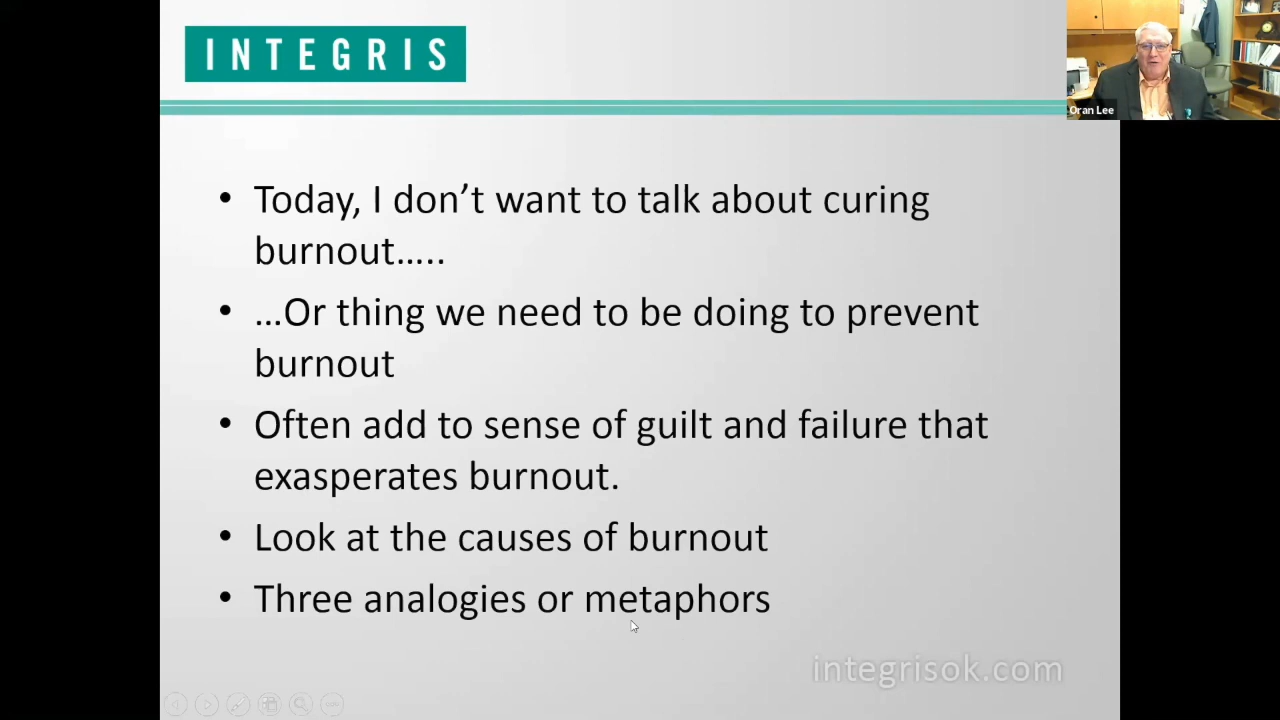 INTEGRIS
Oran Lee
• Today, I don’t want to talk about curing
burnout…..
• …Or thing we need to be doing to prevent
burnout
• Often add to sense of guilt and failure that
exasperates burnout.
• Look at the causes of burnout
• Three analogies or metaphors
integrisok.com